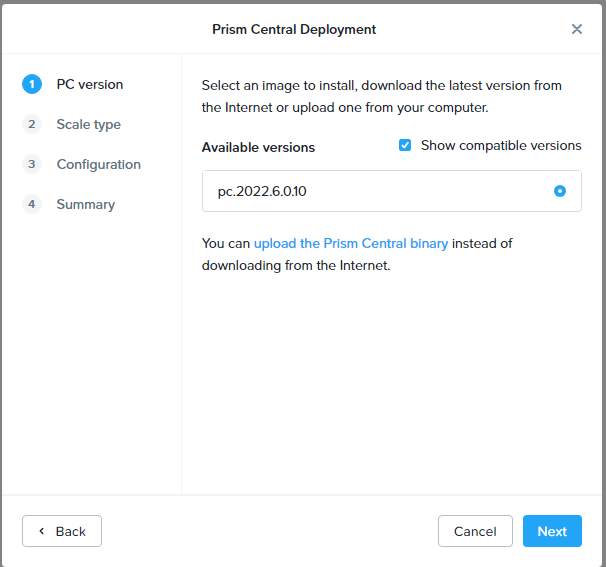 Prism Central Deployment
1 PC version
2 Scale type
3 Configuration
4 Summary
Select an image to install, download the latest version from
the Internet or upload one from your computer.
Available versions
Show compatible versions
pc.2022.6.0.10
You can upload the Prism Central binary instead of
downloading from the Internet.
Back
Cancel
Next